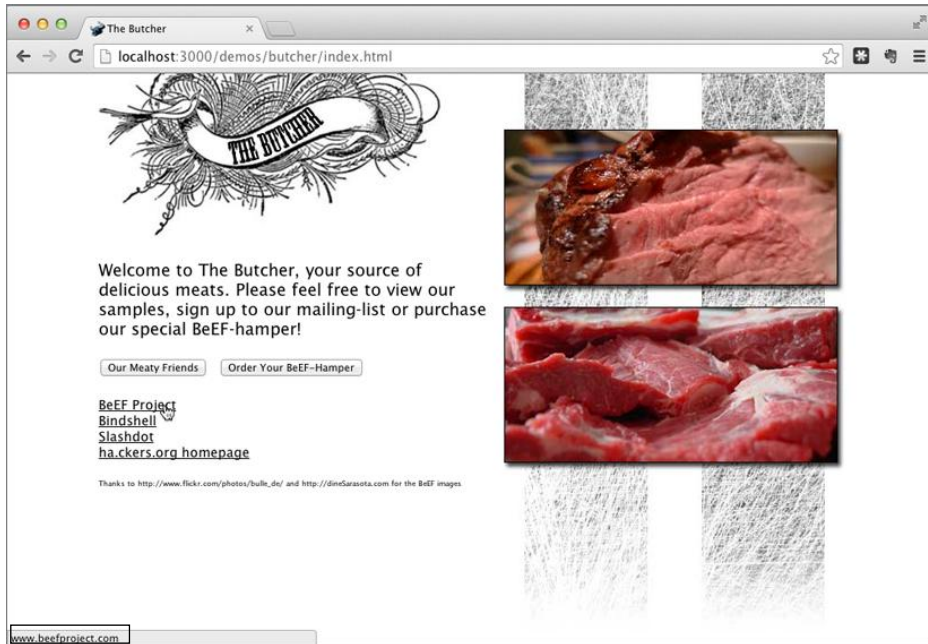 The Butcher
localhost:3000/demos/butcher/index.html
THE BUTCHER
Welcome to The Butcher, your source of
delicious meats. Please feel free to view our
samples, sign up to our mailing-list or purchase
our special BeEF-hamper!
Our Meaty Friends
Order Your BeEF-Hamper
BeEF Project
Bindshell
Slashdot
ha.ckers.org homepage
Thanks to http://www.flickr.com/photos/bulle_de/ and http://dineSarasota.com for the BeEF images
www.beefproject.com